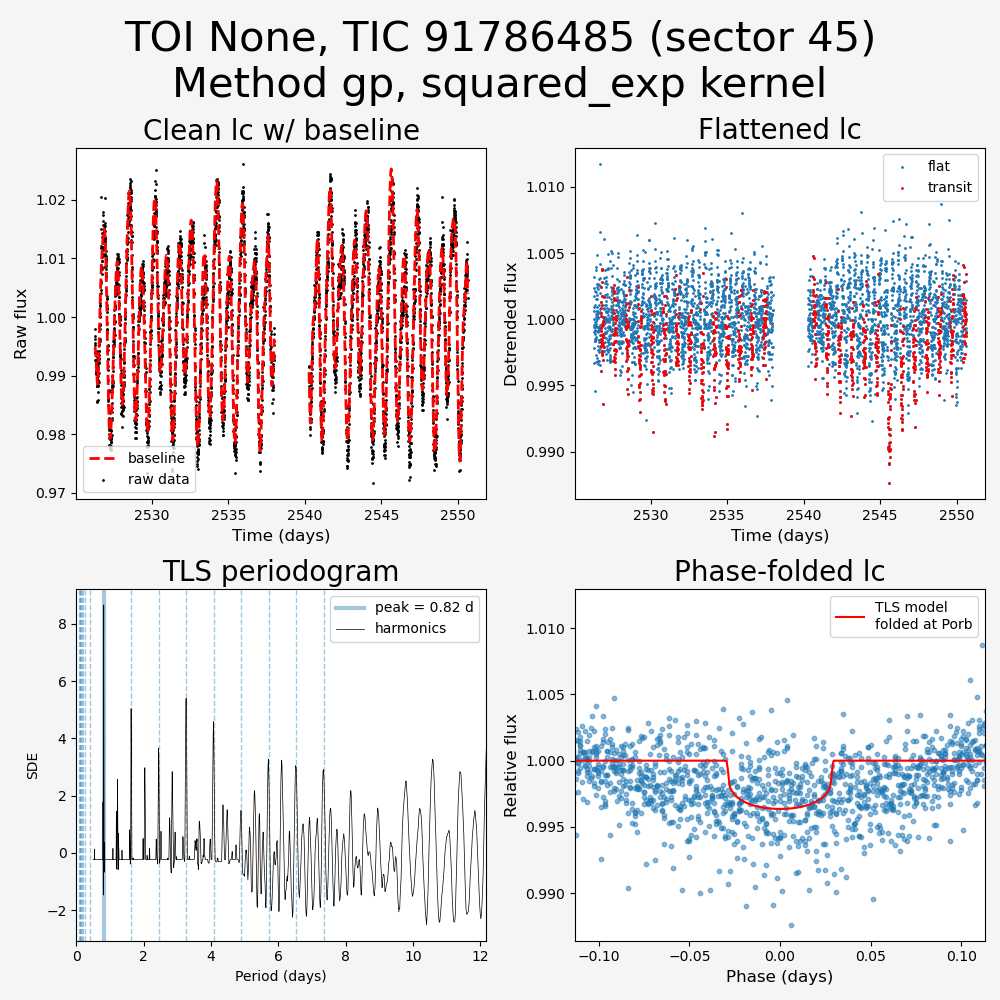 TOI None, TIC 91786485 (sector 45)
Method gp, squared_exp kernel
Clean lc w/ baseline
Raw flux
1.02
1.01
1.00
0.99
0.98
0.97
baseline
raw data
2530
2535
2540
2545
2550
Time (days)
Flattened lc
Detrended flux
1.010
1.005
1.000
0.995
0.990
flat
transit
2530
2535
2540
2545
2550
Time (days)
TLS periodogram
SDE
8
6
4
2
0
−2
peak = 0.82 d
harmonics
0
2
4
6
8
10
12
Period (days)
Phase-folded lc
Relative flux
1.010
1.005
1.000
0.995
0.990
TLS model
folded at Porb
−0.10
−0.05
0.00
0.05
0.10
Phase (days)